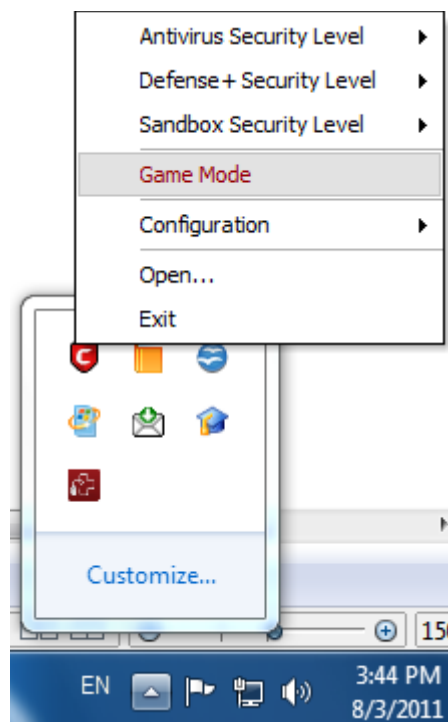 Antivirus Security Level
Defense+ Security Level
Sandbox Security Level
Game Mode
Configuration
Open...
Exit
Customize...
EN
3:44 PM
8/3/2011